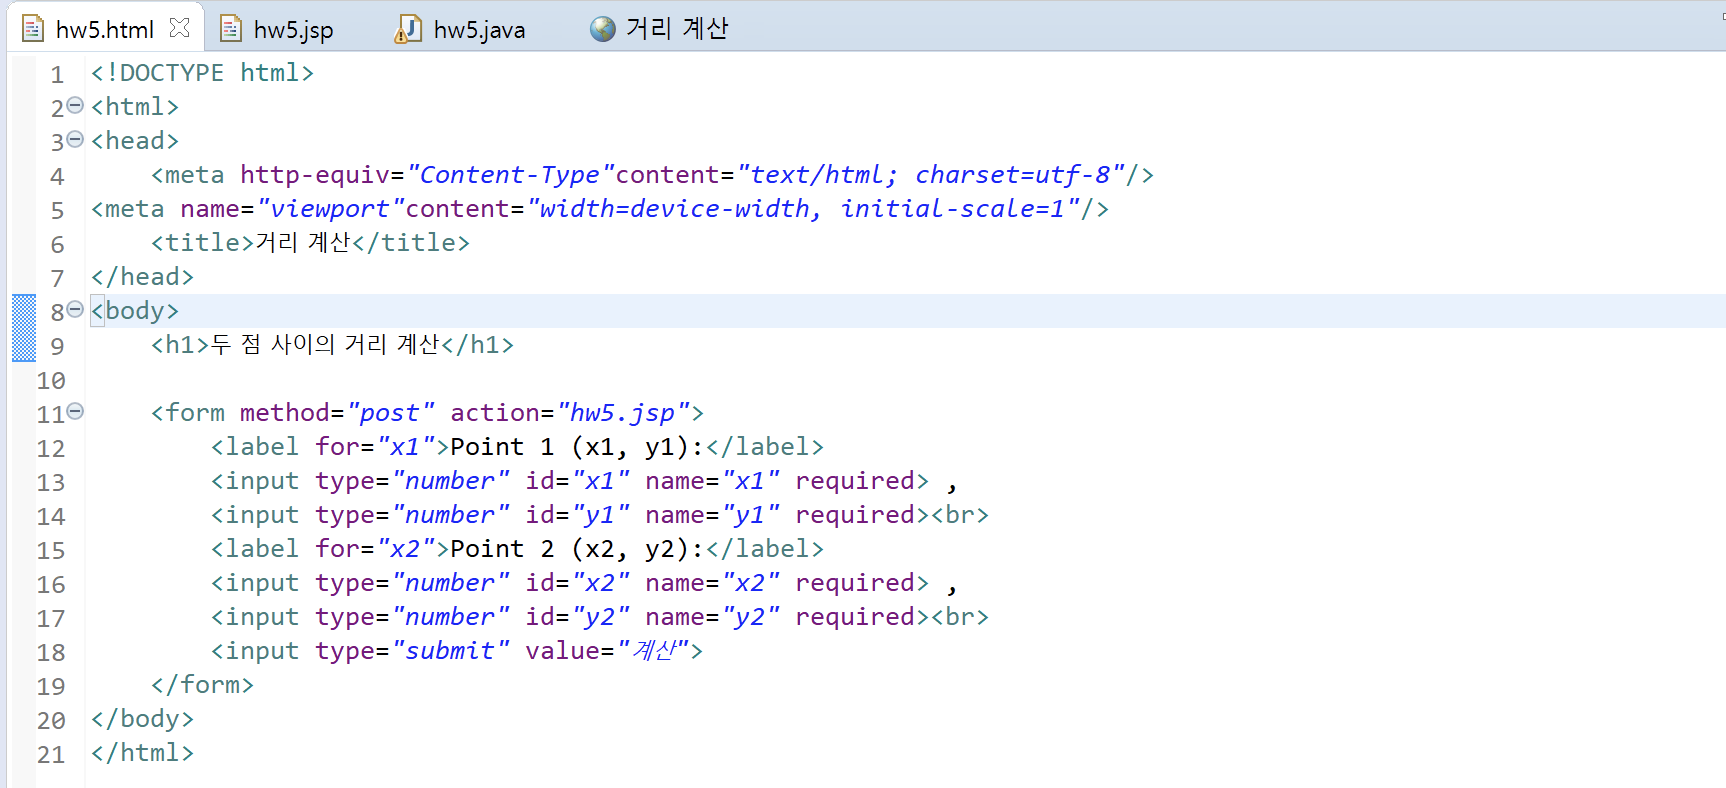 hw5.html hw5.jsp hw5.java 거리 계산
1 <!DOCTYPE html>
2 <html>
3 <head>
4     <meta http-equiv="Content-Type"content="text/html; charset=utf-8"/>
5 <meta name="viewport"content="width=device-width, initial-scale=1"/>
6     <title>거리 계산</title>
7 </head>
8 <body>
9     <h1>두 점 사이의 거리 계산</h1>
10
11     <form method="post" action="hw5.jsp">
12         <label for="x1">Point 1 (x1, y1):</label>
13         <input type="number" id="x1" name="x1" required> ,
14         <input type="number" id="y1" name="y1" required><br>
15         <label for="x2">Point 2 (x2, y2):</label>
16         <input type="number" id="x2" name="x2" required> ,
17         <input type="number" id="y2" name="y2" required><br>
18         <input type="submit" value="계산">
19     </form>
20 </body>
21 </html>